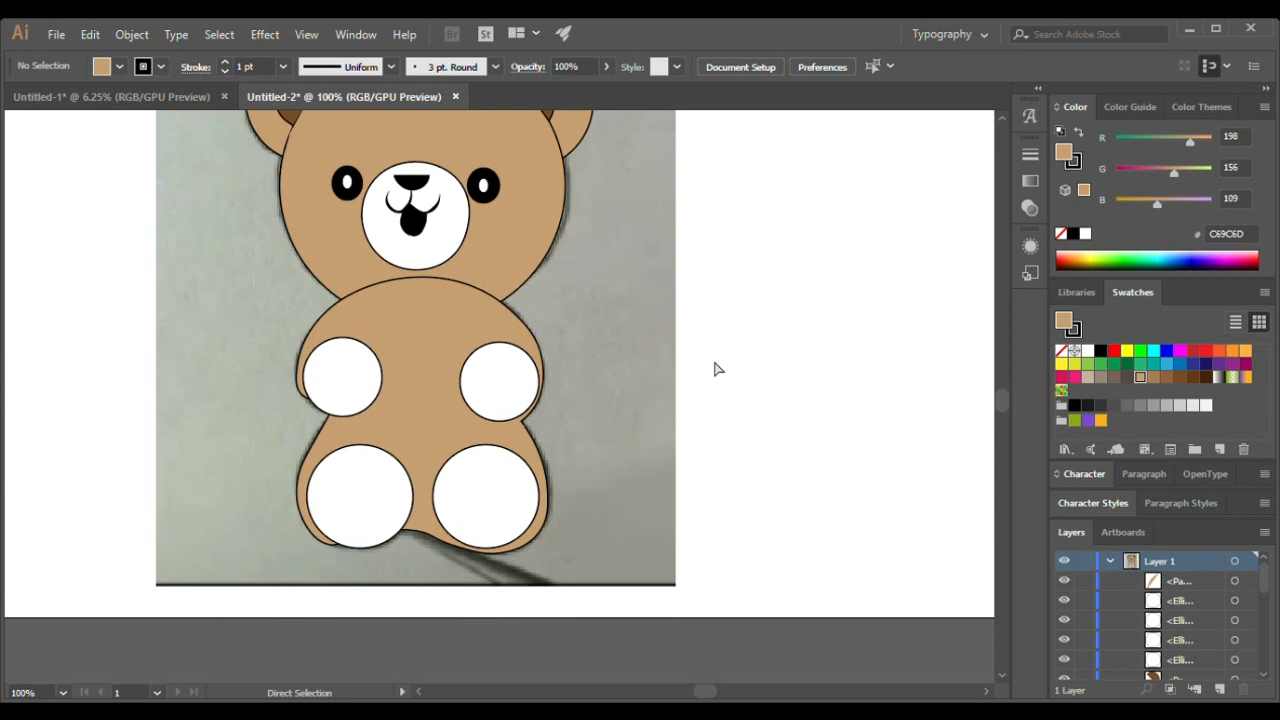 Ai File Edit Object Type Select Effect View Window Help Br St Typography Search Adobe Stock
No Selection Stroke: 1 pt Uniform 3 pt. Round Opacity: 100% Style: Document Setup Preferences
Untitled-1* @ 6.25% (RGB/GPU Preview) × Untitled-2* @ 100% (RGB/GPU Preview) ×
Color Color Guide Color Themes
R 198
G 156
B 109
# C69C6D
Libraries Swatches
Character Paragraph OpenType
Character Styles Paragraph Styles
Layers Artboards
Layer 1
<Pa...
<Elli...
<Elli...
<Elli...
<Elli...
100% 1 Direct Selection 1 Layer